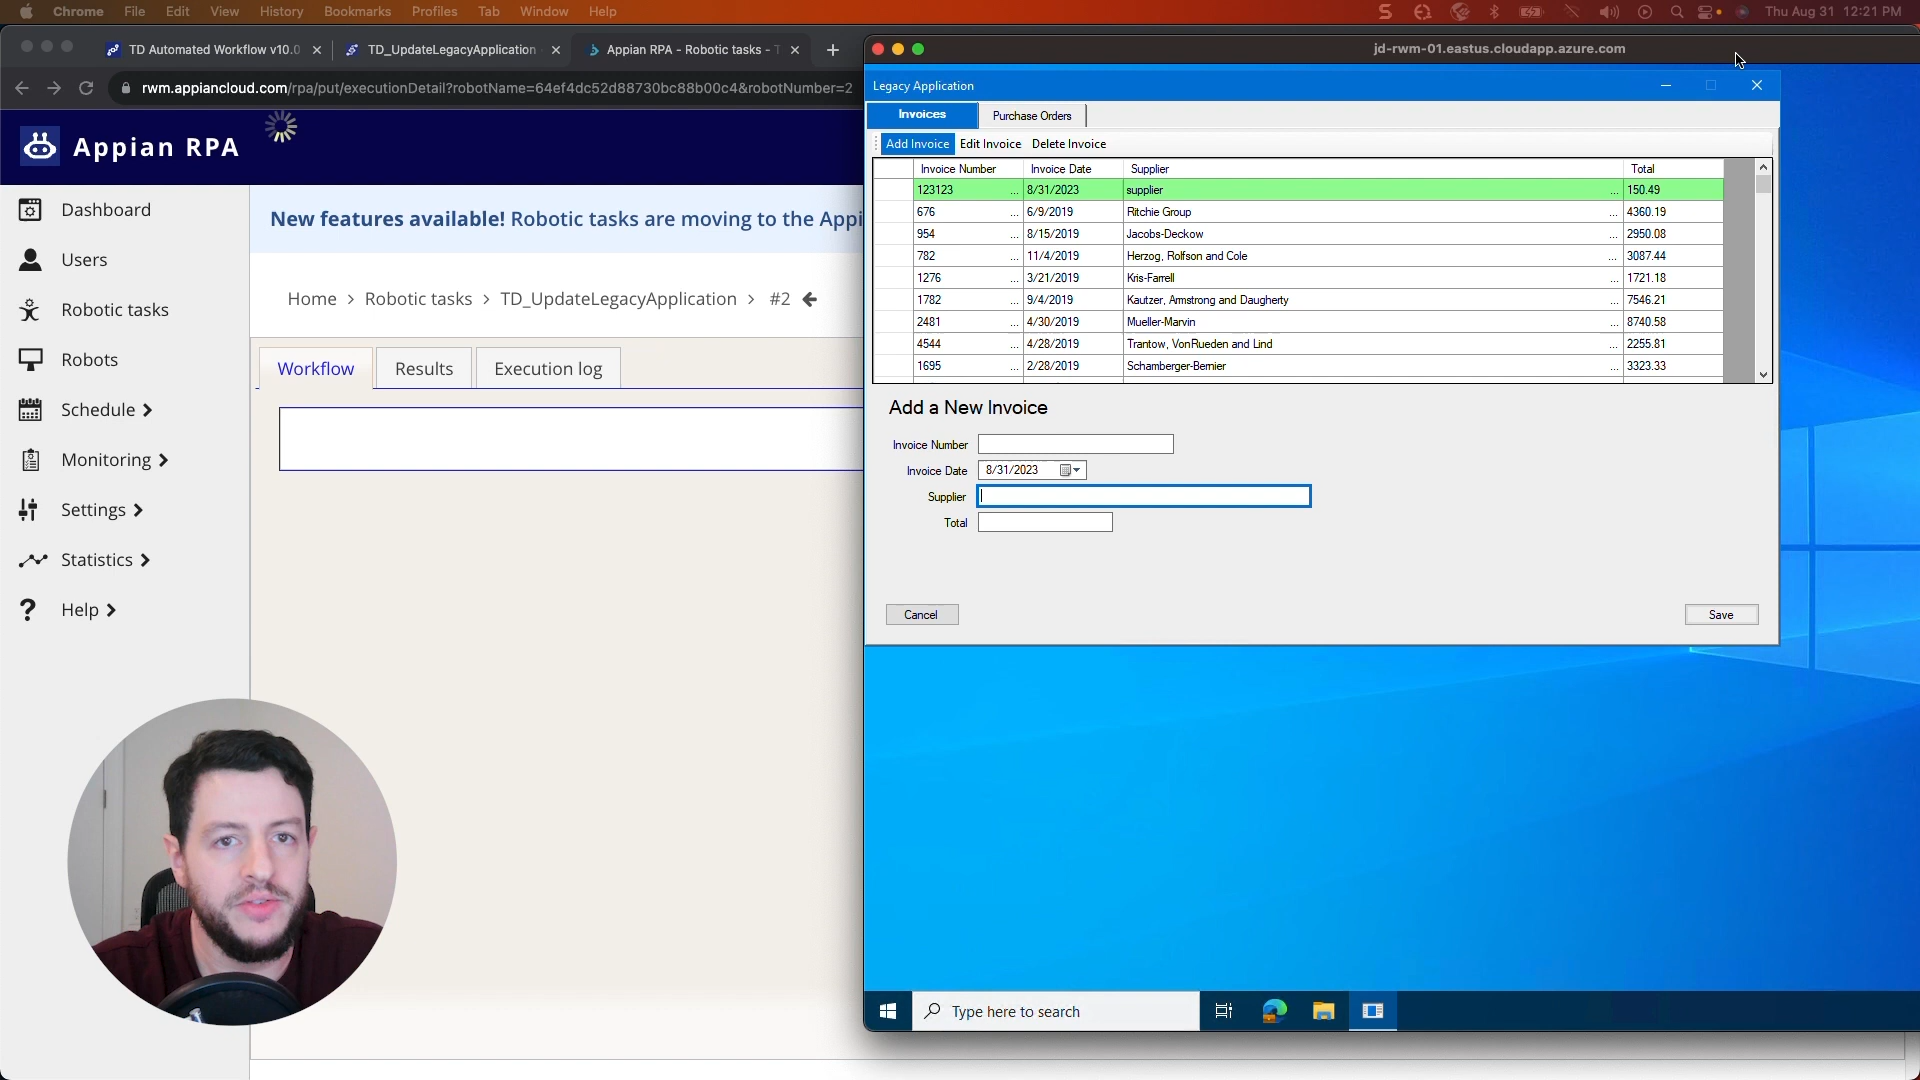 Chrome File Edit View History Bookmarks Profiles Tab Window Help
Thu Aug 31 12:21 PM
TD Automated Workflow v10.0
TD_UpdateLegacyApplication
Appian RPA - Robotic tasks - T
rwm.appiancloud.com/rpa/put/executionDetail?robotName=64ef4dc52d88730bc88b00c4&robotNumber=2
Appian RPA
Dashboard
Users
Robotic tasks
Robots
Schedule
Monitoring
Settings
Statistics
Help
New features available! Robotic tasks are moving to the Appi
Home > Robotic tasks > TD_UpdateLegacyApplication > #2
Workflow Results Execution log
jd-rwm-01.eastus.cloudapp.azure.com
Legacy Application
Invoices Purchase Orders
Add Invoice Edit Invoice Delete Invoice
Invoice Number Invoice Date Supplier Total
123123 ... 8/31/2023 supplier ... 150.49
676 ... 6/9/2019 Ritchie Group ... 4360.19
954 ... 8/15/2019 Jacobs-Deckow ... 2950.08
782 ... 11/4/2019 Herzog, Rolfson and Cole ... 3087.44
1276 ... 3/21/2019 Kris-Farrell ... 1721.18
1782 ... 9/4/2019 Kautzer, Armstrong and Daugherty ... 7546.21
2481 ... 4/30/2019 Mueller-Marvin ... 8740.58
4544 ... 4/28/2019 Trantow, VonRueden and Lind ... 2255.81
1695 ... 2/28/2019 Schamberger-Bernier ... 3323.33
Add a New Invoice
Invoice Number
Invoice Date 8/31/2023
Supplier
Total
Cancel Save
Type here to search